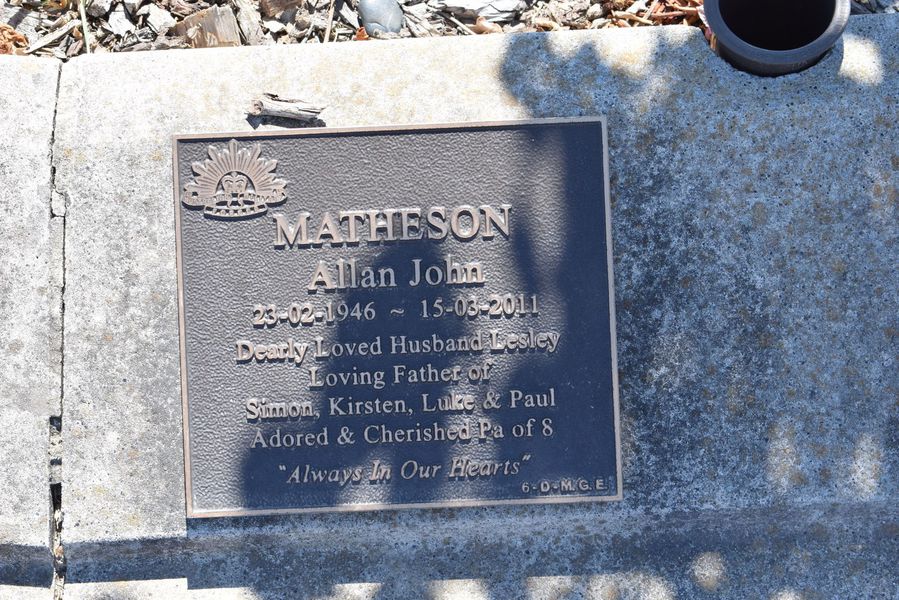 MATHESON
Allan John
23-02-1946 ~ 15-03-2011
Dearly Loved Husband Lesley
Loving Father of
Simon, Kirsten, Luke & Paul
Adored & Cherished Pa of 8
"Always In Our Hearts"
6-D-M.G.E.